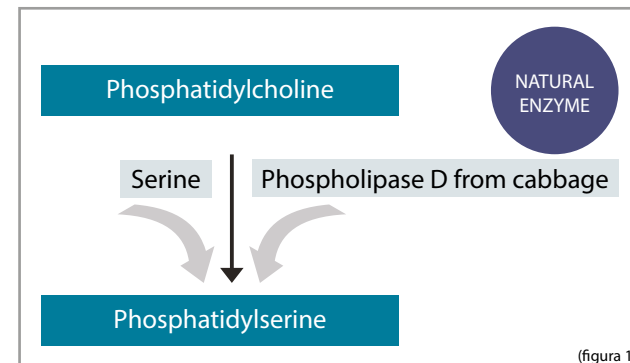 Phosphatidylcholine
NATURAL
ENZYME
Serine
Phospholipase D from cabbage
Phosphatidylserine
(figura 1